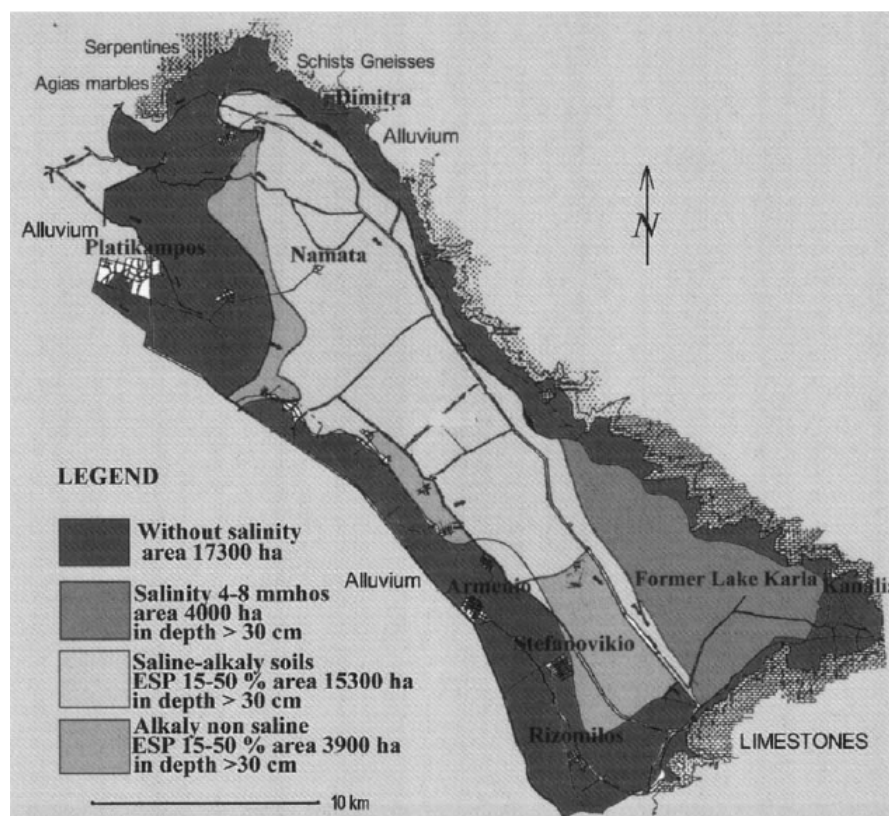 Serpentines
Schists Gneisses
Agias marbles
Dimitra
Alluvium
N
Alluvium
Platikampos
Namata
LEGEND
Without salinity
area 17300 ha
Salinity 4-8 mmhos
area 4000 ha
in depth > 30 cm
Saline-alkaly soils
ESP 15-50 % area 15300 ha
in depth > 30 cm
Alkaly non saline
ESP 15-50 % area 3900 ha
in depth >30 cm
Alluvium
Armenio
Former Lake Karla
Kanalia
Stefanovikio
Rizomilos
LIMESTONES
10 km